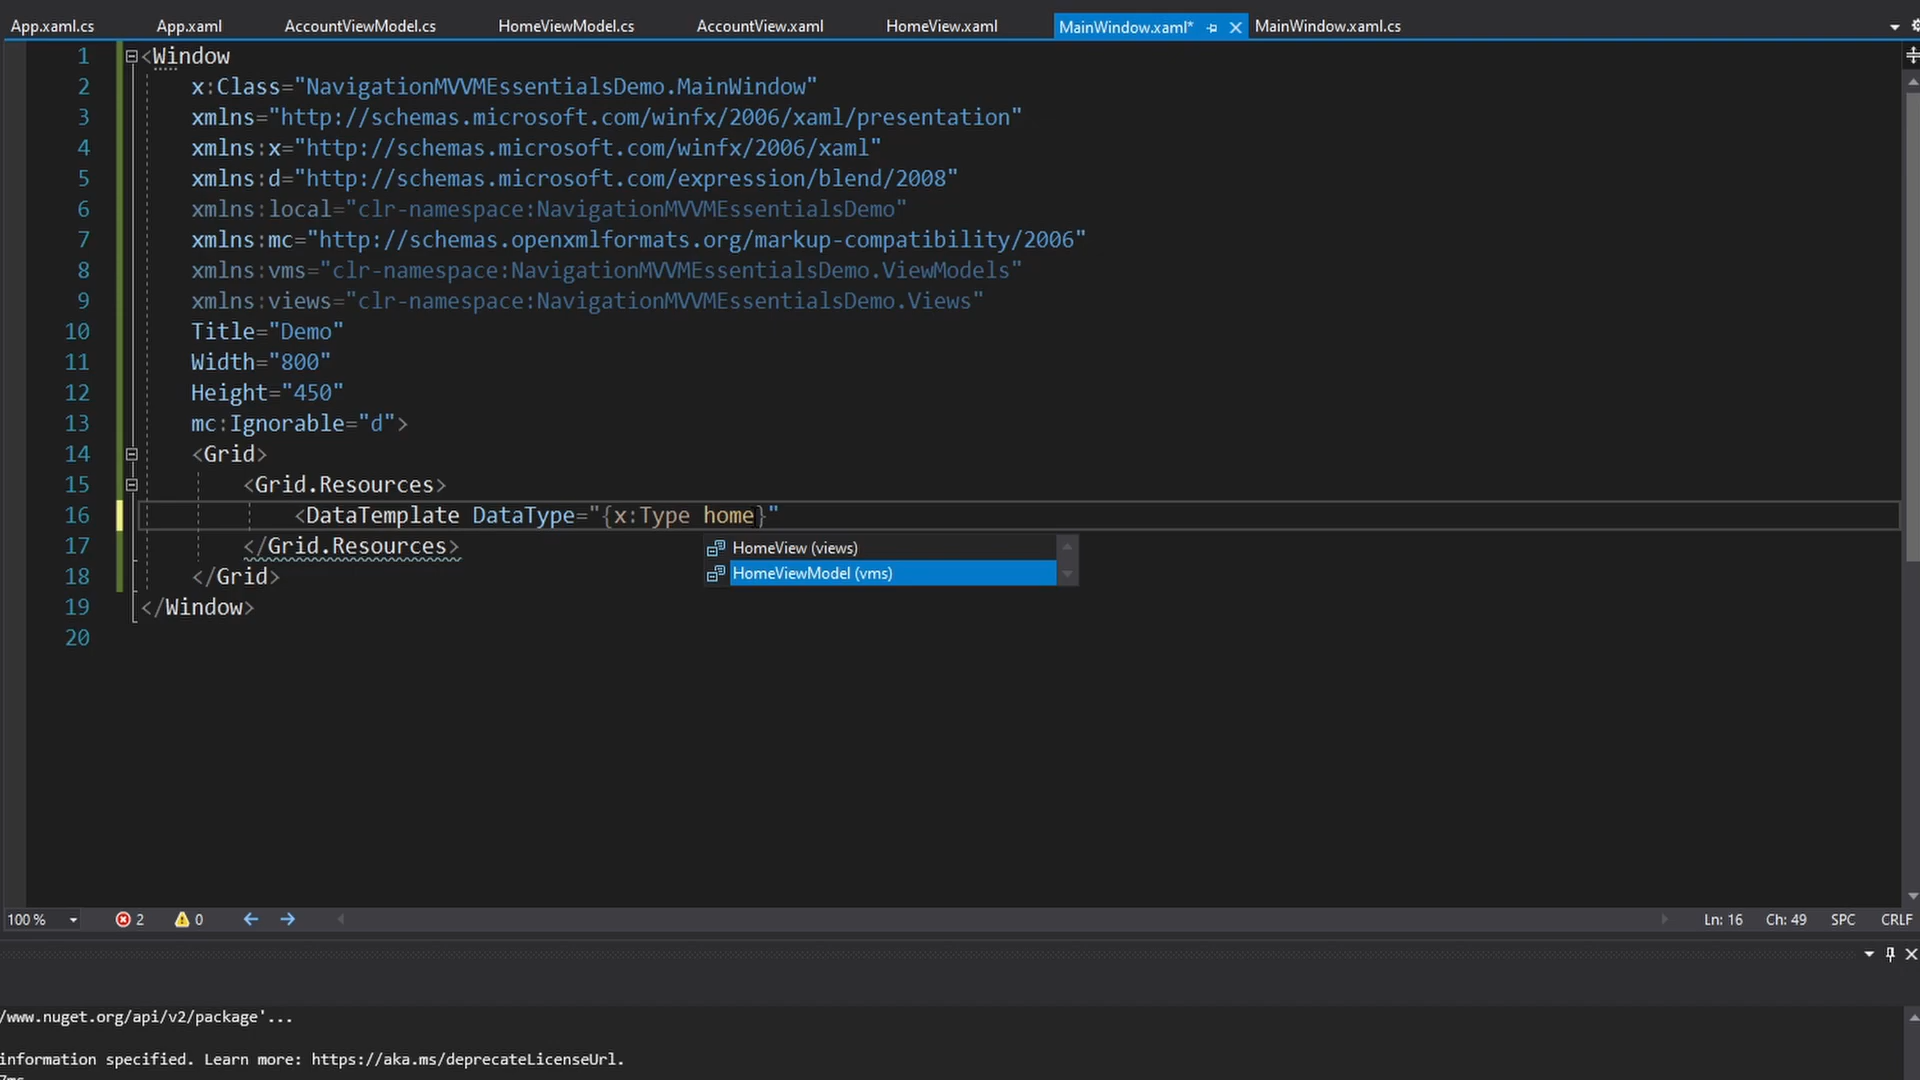 App.xaml.cs App.xaml AccountViewModel.cs HomeViewModel.cs AccountView.xaml HomeView.xaml MainWindow.xaml* MainWindow.xaml.cs
1 <Window
2 x:Class="NavigationMVVMEssentialsDemo.MainWindow"
3 xmlns="http://schemas.microsoft.com/winfx/2006/xaml/presentation"
4 xmlns:x="http://schemas.microsoft.com/winfx/2006/xaml"
5 xmlns:d="http://schemas.microsoft.com/expression/blend/2008"
6 xmlns:local="clr-namespace:NavigationMVVMEssentialsDemo"
7 xmlns:mc="http://schemas.openxmlformats.org/markup-compatibility/2006"
8 xmlns:vms="clr-namespace:NavigationMVVMEssentialsDemo.ViewModels"
9 xmlns:views="clr-namespace:NavigationMVVMEssentialsDemo.Views"
10 Title="Demo"
11 Width="800"
12 Height="450"
13 mc:Ignorable="d">
14 <Grid>
15 <Grid.Resources>
16 <DataTemplate DataType="{x:Type home}"
17 </Grid.Resources>
HomeView (views)
HomeViewModel (vms)
18 </Grid>
19 </Window>
20
100 % 2 0 Ln: 16 Ch: 49 SPC CRLF
/www.nuget.org/api/v2/package'...
information specified. Learn more: https://aka.ms/deprecateLicenseUrl.